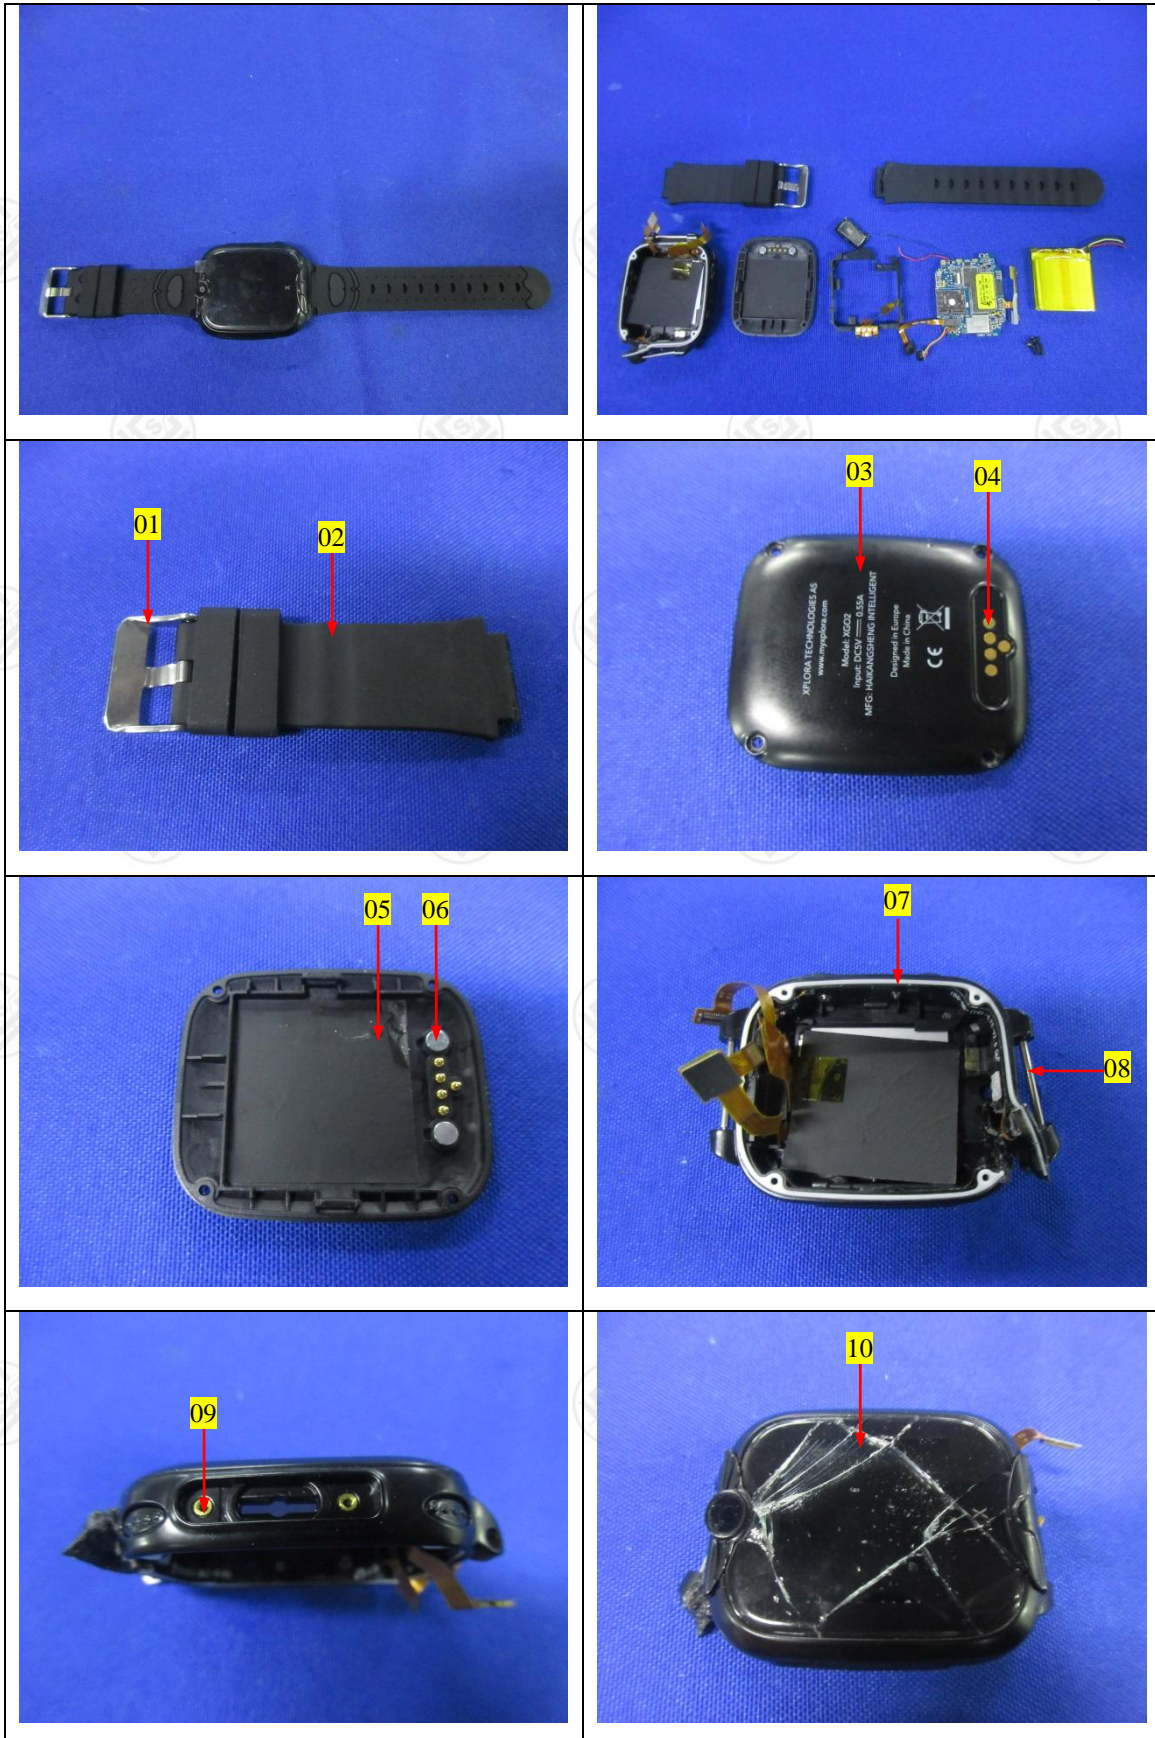 01
02
03
04
XPLORA TECHNOLOGIES AS
www.myxplora.com
Model: XGO2
Input: DC5V ⎓ 0.55A
MFG: HAIKANGSHENG INTELLIGENT
Designed in Europe
Made in China
CE
05
06
07
08
09
10